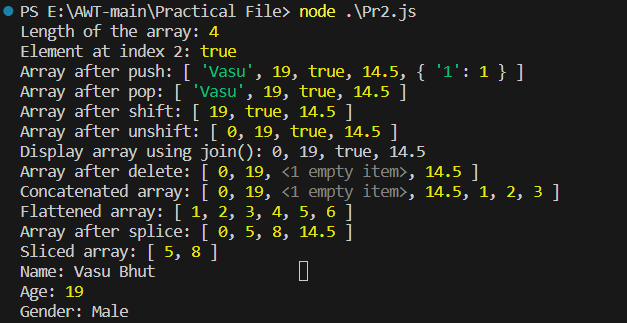 PS E:\AWT-main\Practical File> node .\Pr2.js
Length of the array: 4
Element at index 2: true
Array after push: [ 'Vasu', 19, true, 14.5, { '1': 1 } ]
Array after pop: [ 'Vasu', 19, true, 14.5 ]
Array after shift: [ 19, true, 14.5 ]
Array after unshift: [ 0, 19, true, 14.5 ]
Display array using join(): 0, 19, true, 14.5
Array after delete: [ 0, 19, <1 empty item>, 14.5 ]
Concatenated array: [ 0, 19, <1 empty item>, 14.5, 1, 2, 3 ]
Flattened array: [ 1, 2, 3, 4, 5, 6 ]
Array after splice: [ 0, 5, 8, 14.5 ]
Sliced array: [ 5, 8 ]
Name: Vasu Bhut
Age: 19
Gender: Male